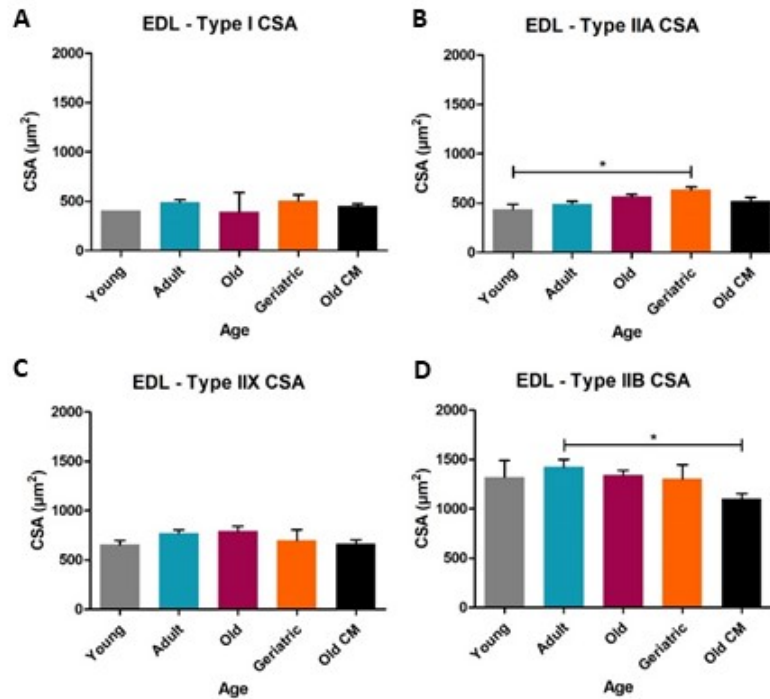 A
EDL - Type I CSA
2000
1500
1000
500
0
CSA (µm²)
Young
Adult
Old
Geriatric
Old CM
Age
B
EDL - Type IIA CSA
2000
1500
1000
500
0
CSA (µm²)
*
Young
Adult
Old
Geriatric
Old CM
Age
C
EDL - Type IIX CSA
2000
1500
1000
500
0
CSA (µm²)
Young
Adult
Old
Geriatric
Old CM
Age
D
EDL - Type IIB CSA
2000
1500
1000
500
0
CSA (µm²)
*
Young
Adult
Old
Geriatric
Old CM
Age